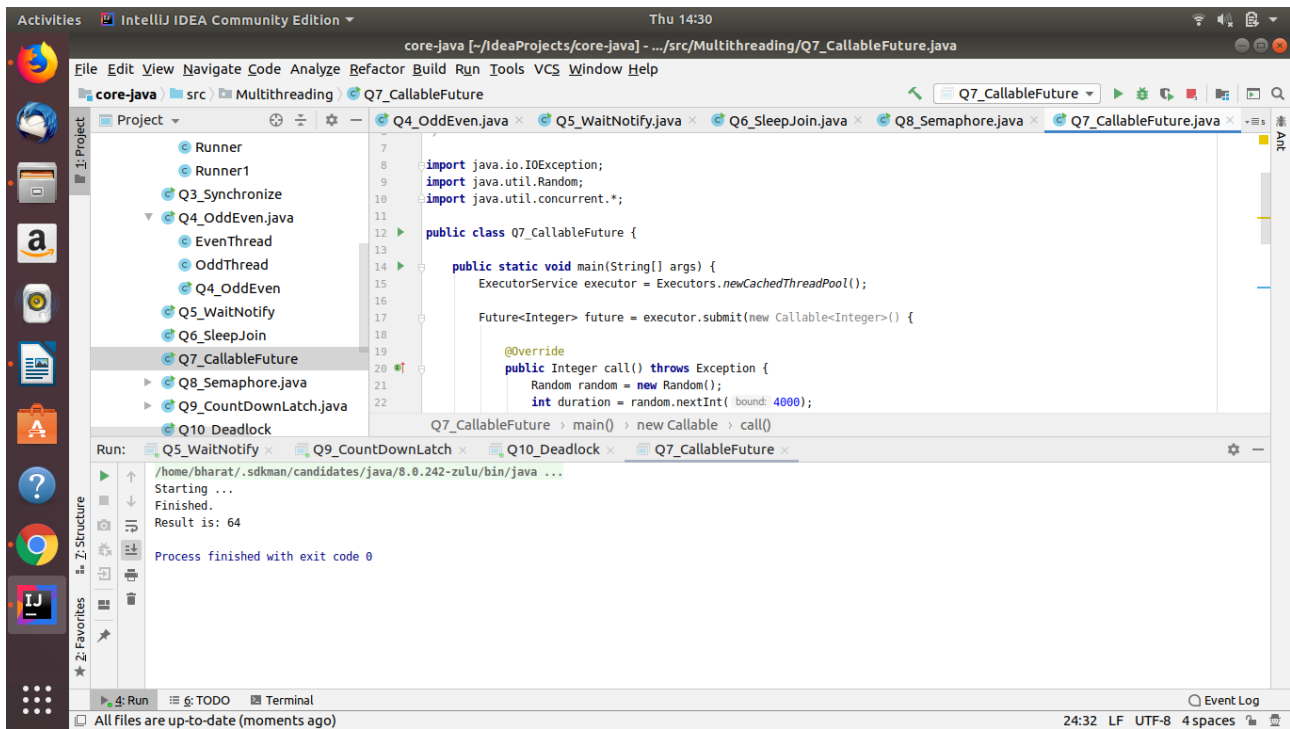 Activities IntelliJ IDEA Community Edition Thu 14:30
core-java [~/IdeaProjects/core-java] - .../src/Multithreading/Q7_CallableFuture.java
File Edit View Navigate Code Analyze Refactor Build Run Tools VCS Window Help
core-java src Multithreading Q7_CallableFuture Q7_CallableFuture
1: Project
Project
Q4_OddEven.java Q5_WaitNotify.java Q6_SleepJoin.java Q8_Semaphore.java Q7_CallableFuture.java
Ant
Runner
Runner1
Q3_Synchronize
Q4_OddEven.java
EvenThread
OddThread
Q4_OddEven
Q5_WaitNotify
Q6_SleepJoin
Q7_CallableFuture
Q8_Semaphore.java
Q9_CountDownLatch.java
Q10_Deadlock
7
8 import java.io.IOException;
9 import java.util.Random;
10 import java.util.concurrent.*;
11
12 public class Q7_CallableFuture {
13
14 public static void main(String[] args) {
15 ExecutorService executor = Executors.newCachedThreadPool();
16
17 Future<Integer> future = executor.submit(new Callable<Integer>() {
18
19 @Override
20 public Integer call() throws Exception {
21 Random random = new Random();
22 int duration = random.nextInt( bound: 4000);
Q7_CallableFuture › main() › new Callable › call()
Run: Q5_WaitNotify Q9_CountDownLatch Q10_Deadlock Q7_CallableFuture
/home/bharat/.sdkman/candidates/java/8.0.242-zulu/bin/java ...
Starting ...
Finished.
Result is: 64
Process finished with exit code 0
7: Structure
2: Favorites
4: Run 6: TODO Terminal Event Log
All files are up-to-date (moments ago) 24:32 LF UTF-8 4 spaces